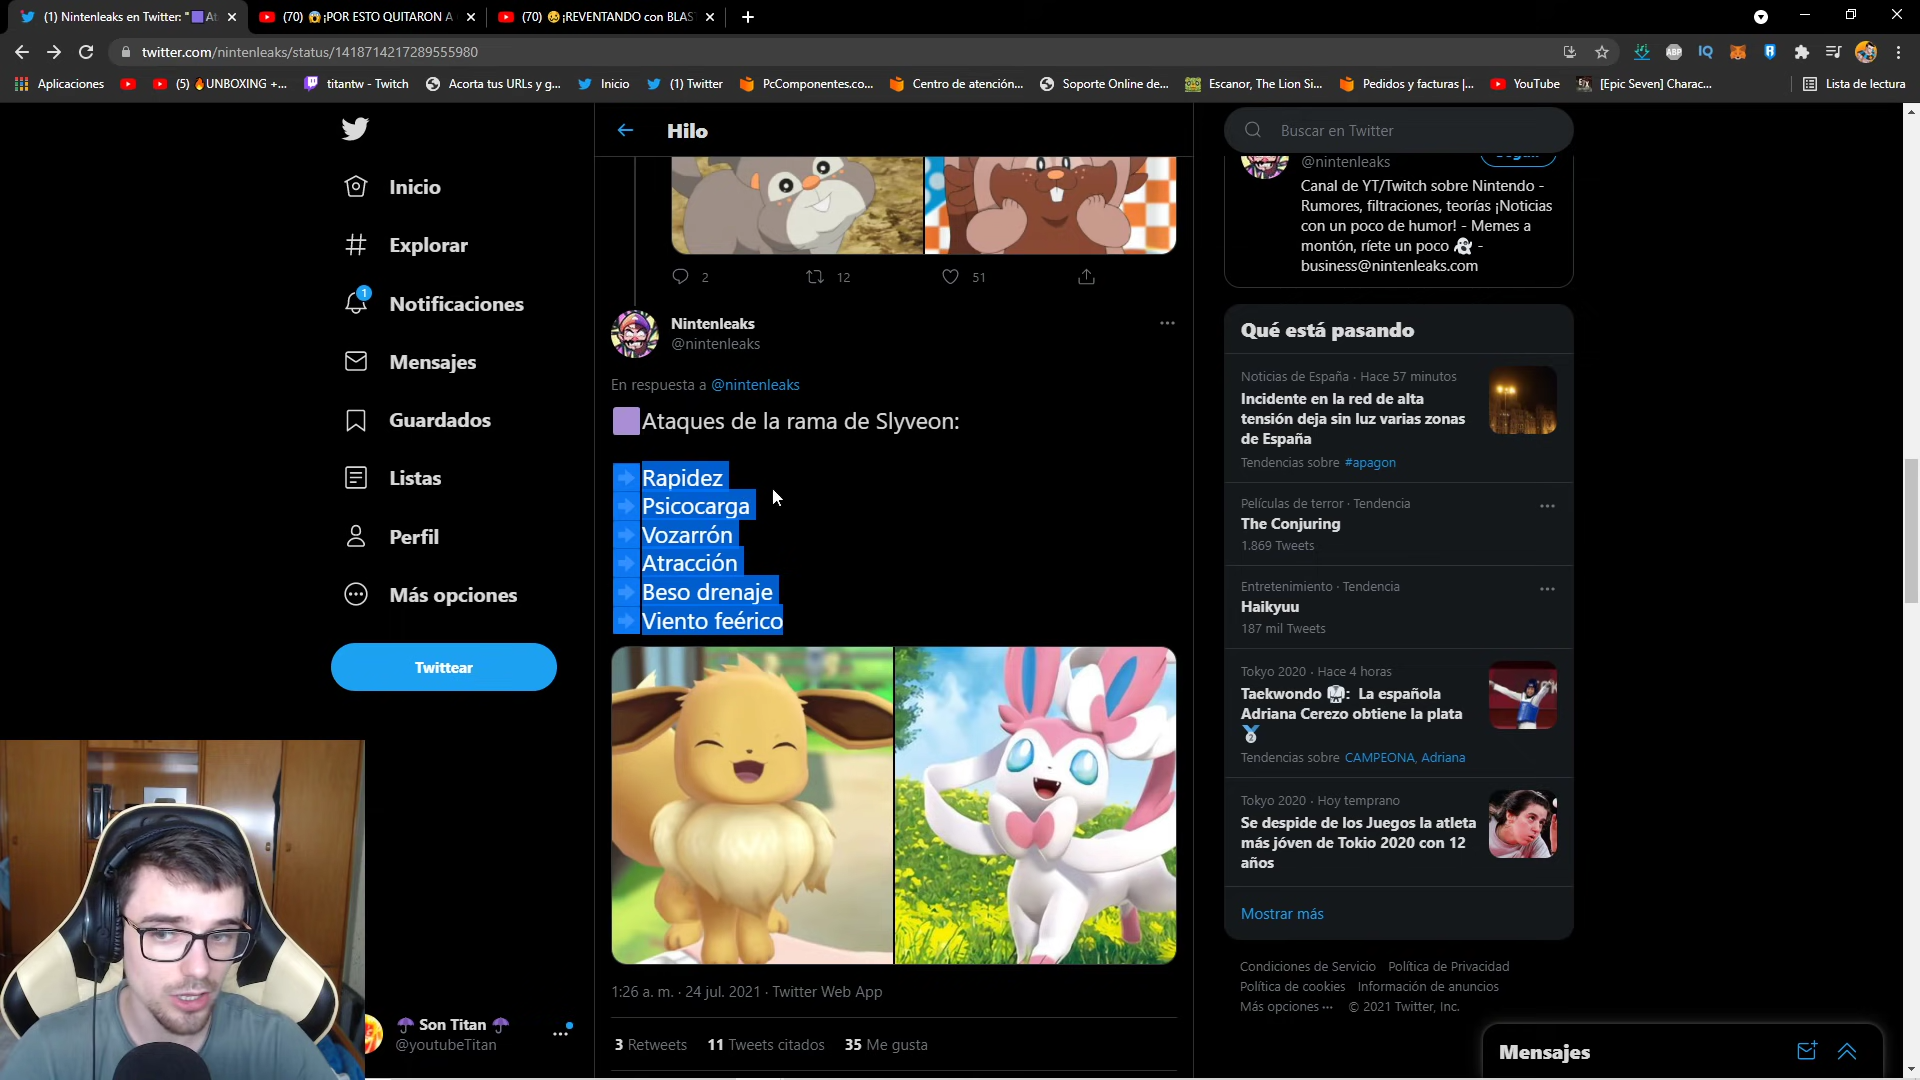 (1) Nintenleaks en Twitter: "🟪At
(70) 😱¡POR ESTO QUITARON A
(70) 🥴¡REVENTANDO con BLAS
twitter.com/nintenleaks/status/1418714217289555980
Aplicaciones
(5) 🔥UNBOXING +...
titantw - Twitch
Acorta tus URLs y g...
Inicio
(1) Twitter
PcComponentes.co...
Centro de atención...
Soporte Online de...
Escanor, The Lion Si...
Pedidos y facturas |...
YouTube
[Epic Seven] Charac...
Lista de lectura
Inicio
Explorar
1
Notificaciones
Mensajes
Guardados
Listas
Perfil
Más opciones
Twittear
☂ Son Titan ☂
@youtubeTitan
Hilo
2
12
51
Nintenleaks
@nintenleaks
En respuesta a @nintenleaks
🟪Ataques de la rama de Slyveon:
➡Rapidez
➡Psicocarga
➡Vozarrón
➡Atracción
➡Beso drenaje
➡Viento feérico
1:26 a. m. · 24 jul. 2021 · Twitter Web App
3 Retweets 11 Tweets citados 35 Me gusta
Buscar en Twitter
@nintenleaks
Canal de YT/Twitch sobre Nintendo -
Rumores, filtraciones, teorías ¡Noticias
con un poco de humor! - Memes a
montón, ríete un poco 👻 -
business@nintenleaks.com
Qué está pasando
Noticias de España · Hace 57 minutos
Incidente en la red de alta
tensión deja sin luz varias zonas
de España
Tendencias sobre #apagon
Películas de terror · Tendencia
The Conjuring
1.869 Tweets
Entretenimiento · Tendencia
Haikyuu
187 mil Tweets
Tokyo 2020 · Hace 4 horas
Taekwondo 🥋: La española
Adriana Cerezo obtiene la plata
🥈
Tendencias sobre CAMPEONA, Adriana
Tokyo 2020 · Hoy temprano
Se despide de los Juegos la atleta
más jóven de Tokio 2020 con 12
años
Mostrar más
Condiciones de Servicio Política de Privacidad
Política de cookies Información de anuncios
Más opciones ··· © 2021 Twitter, Inc.
Mensajes